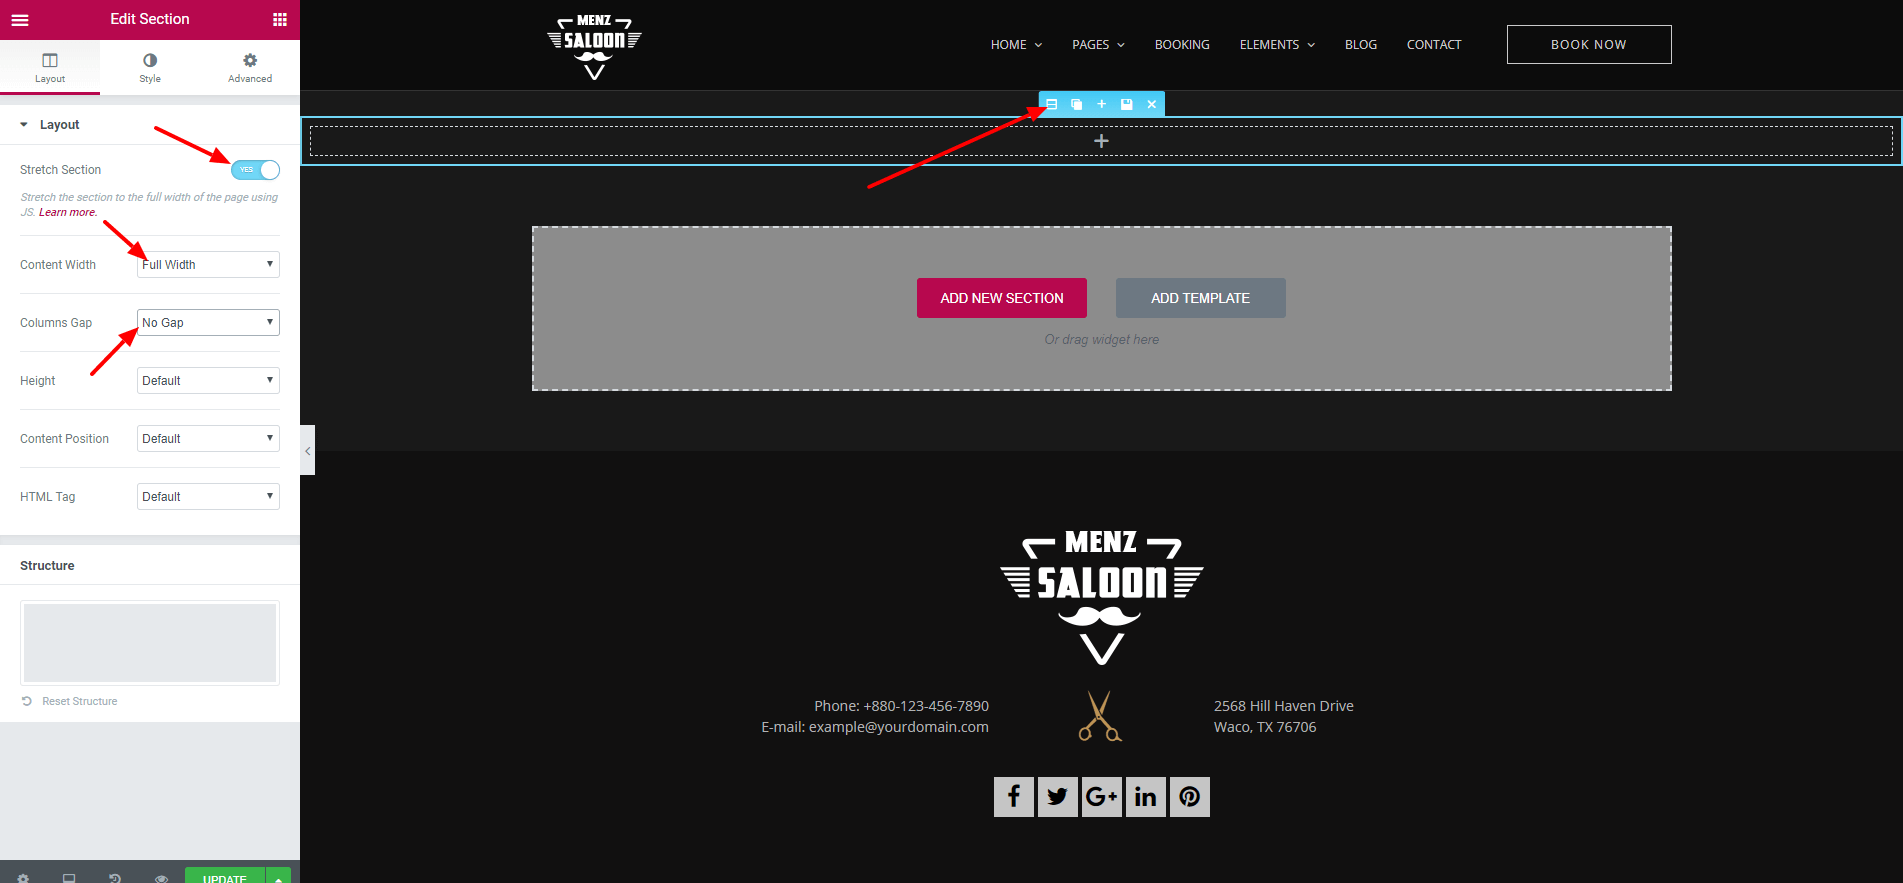 Edit Section
Layout
Style
Advanced
Layout
Stretch Section
YES
Stretch the section to the full width of the page using
JS. Learn more.
Content Width
Full Width
Columns Gap
No Gap
Height
Default
Content Position
Default
HTML Tag
Default
Structure
Reset Structure
UPDATE
MENZ
SALOON
HOME
PAGES
BOOKING
ELEMENTS
BLOG
CONTACT
BOOK NOW
ADD NEW SECTION
ADD TEMPLATE
Or drag widget here
MENZ
SALOON
Phone: +880-123-456-7890
E-mail: example@yourdomain.com
2568 Hill Haven Drive
Waco, TX 76706